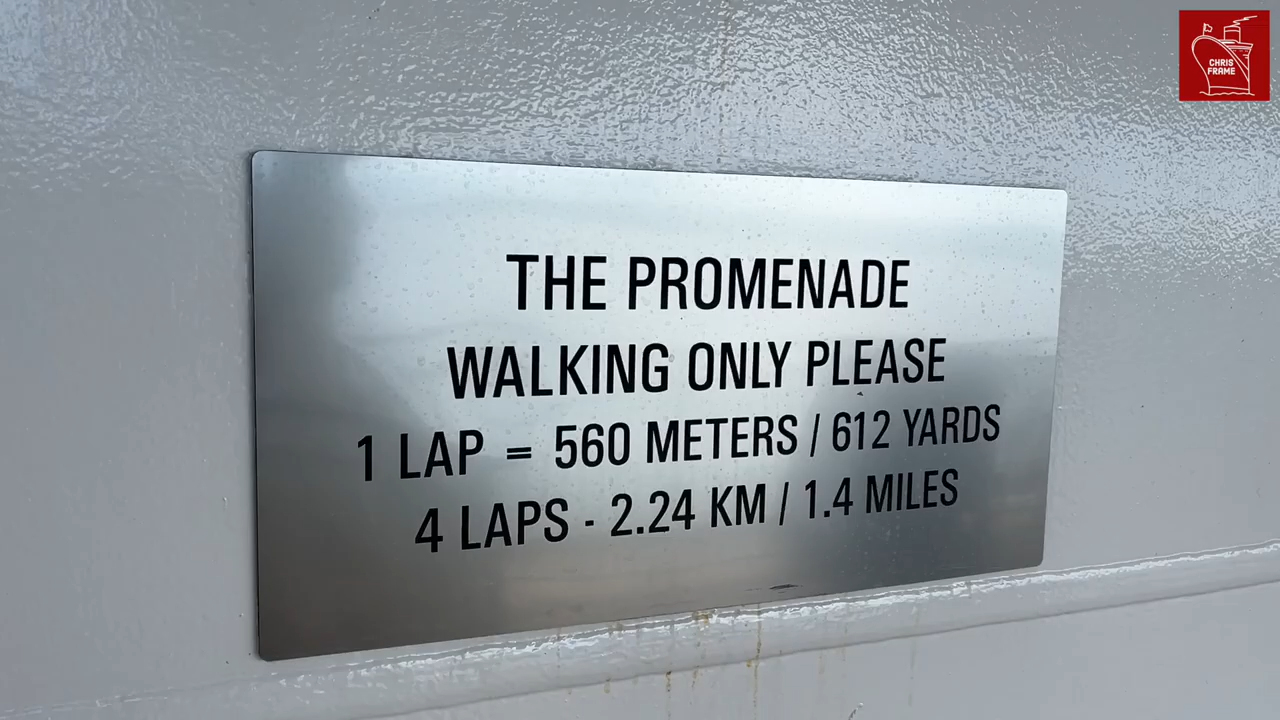 CHRIS
FRAME
THE PROMENADE
WALKING ONLY PLEASE
1 LAP = 560 METERS / 612 YARDS
4 LAPS - 2.24 KM / 1.4 MILES